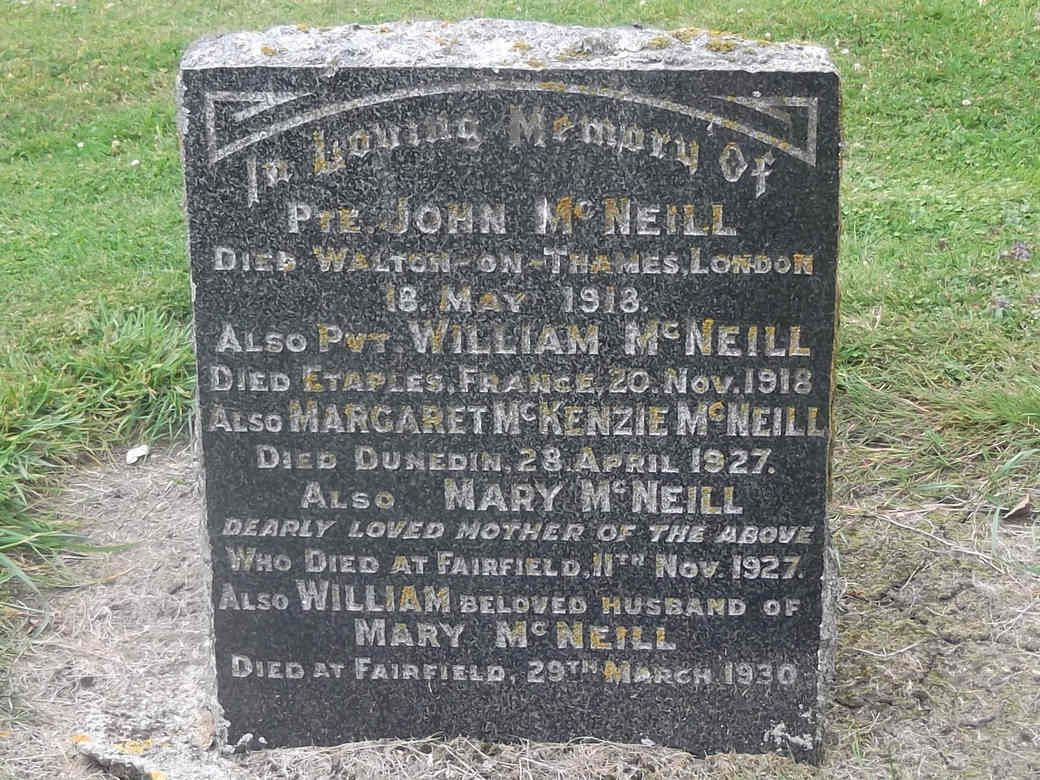 In Loving Memory Of
PTE. JOHN McNEILL
DIED WALTON-ON-THAMES, LONDON
18. MAY 1918.
ALSO PVT. WILLIAM McNEILL
DIED ETAPLES, FRANCE, 20. NOV. 1918
ALSO MARGARET McKENZIE McNEILL
DIED DUNEDIN, 28. APRIL 1927.
ALSO MARY McNEILL
DEARLY LOVED MOTHER OF THE ABOVE
WHO DIED AT FAIRFIELD, 11TH NOV. 1927.
ALSO WILLIAM BELOVED HUSBAND OF
MARY McNEILL
DIED AT FAIRFIELD, 29TH MARCH 1930